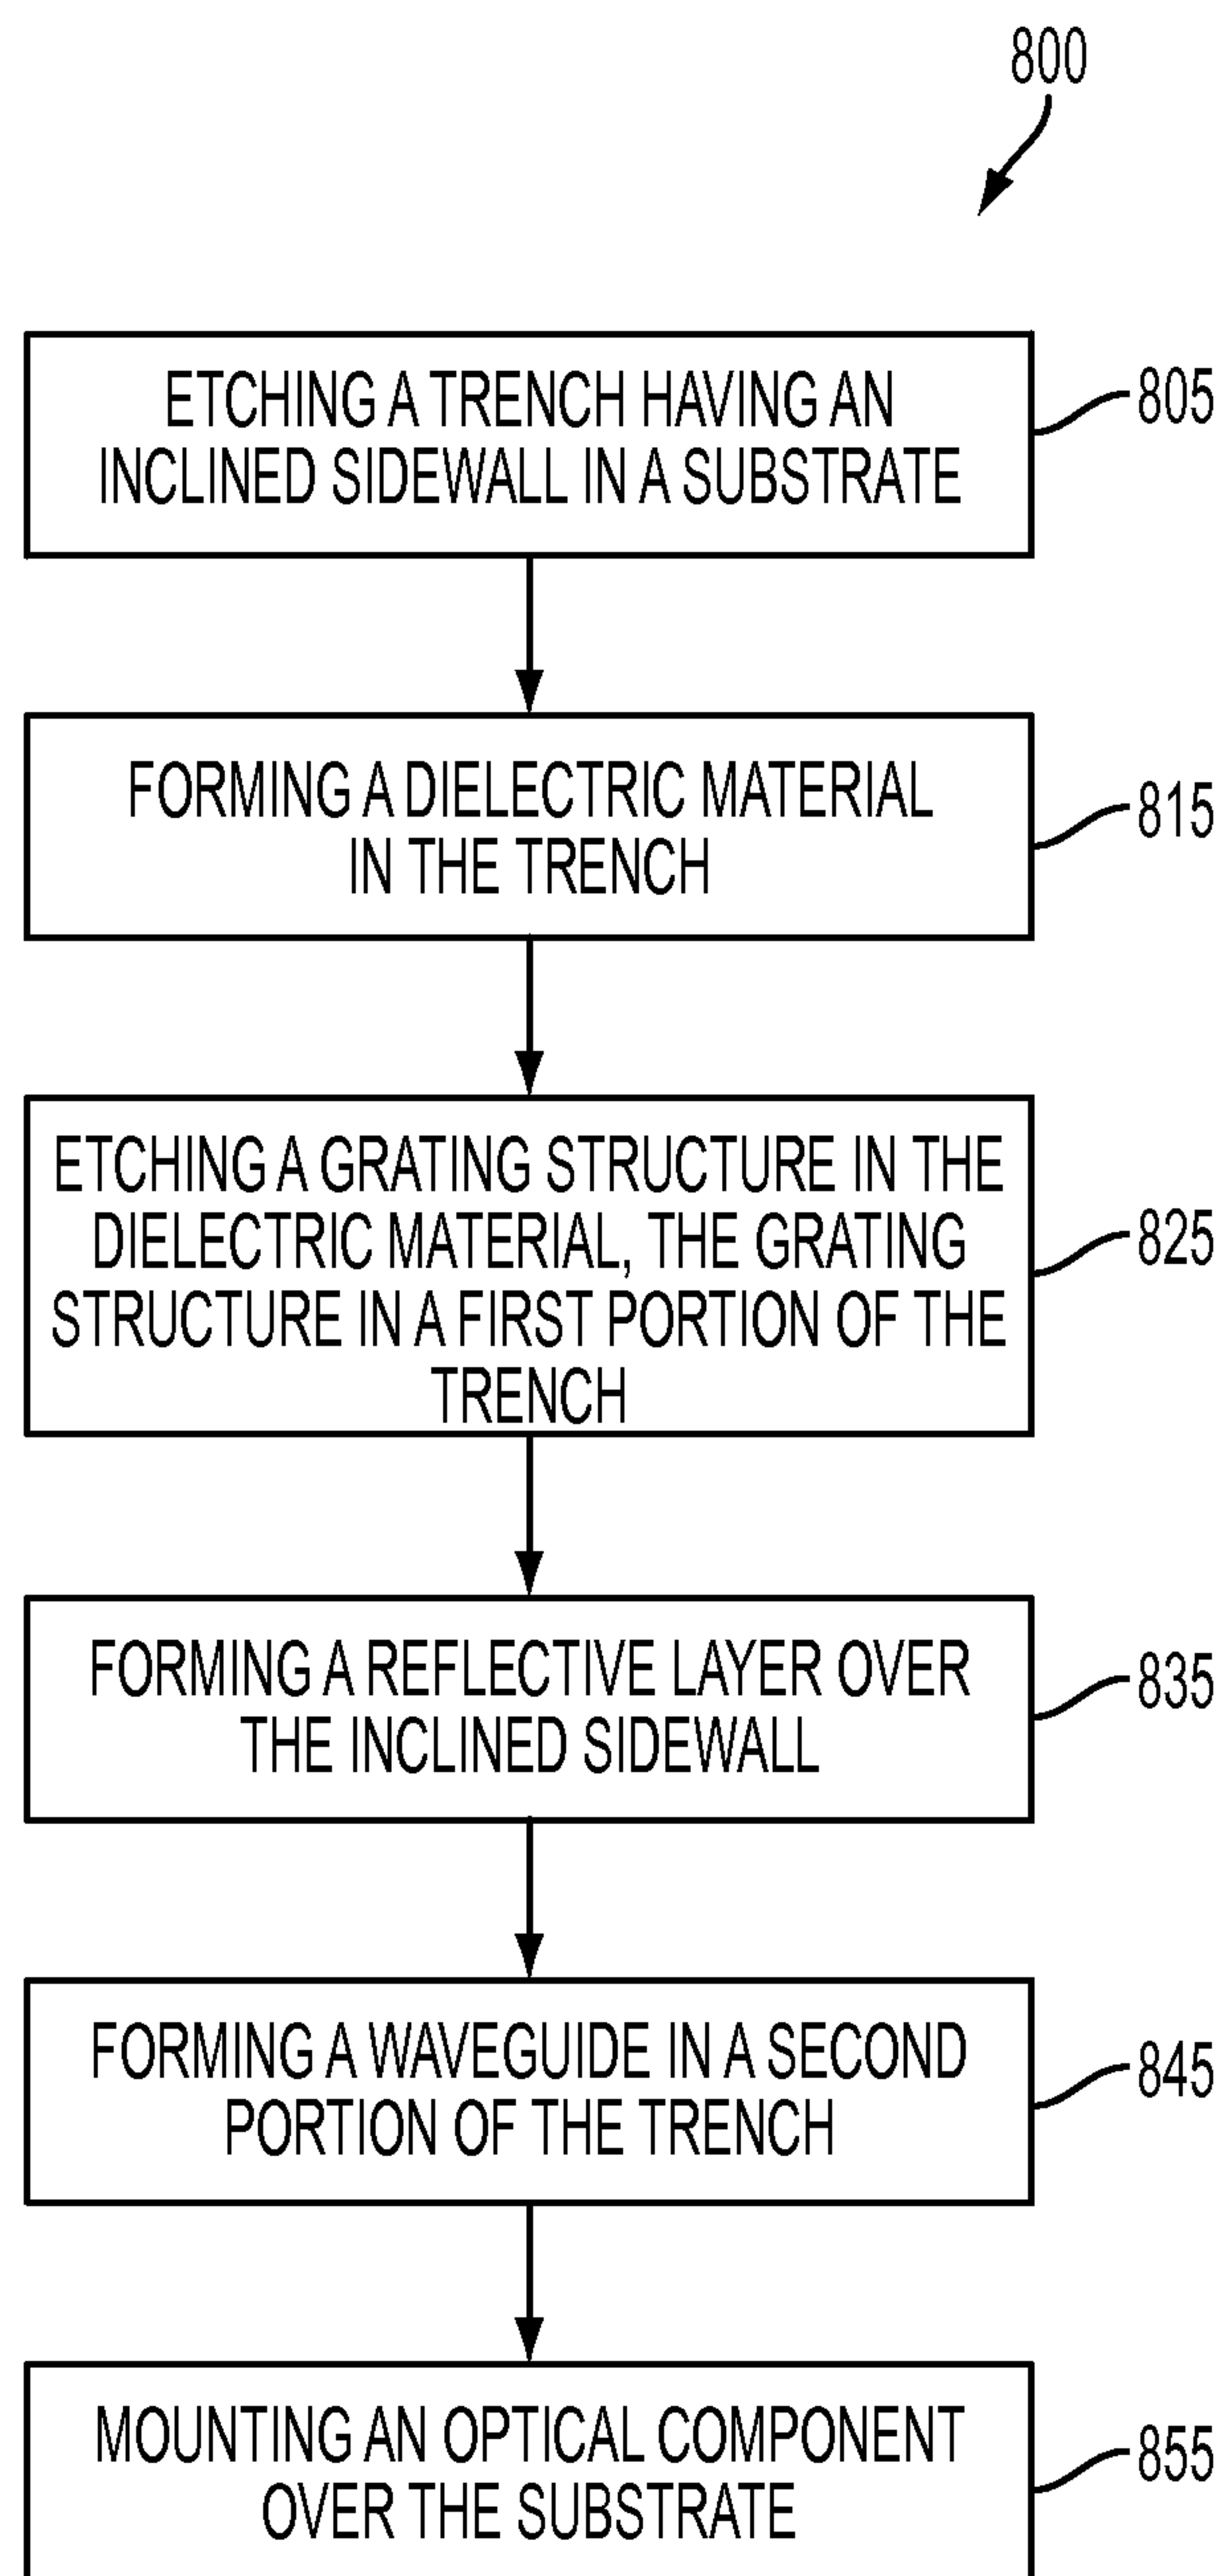 800
ETCHING A TRENCH HAVING AN
INCLINED SIDEWALL IN A SUBSTRATE
805
FORMING A DIELECTRIC MATERIAL
IN THE TRENCH
815
ETCHING A GRATING STRUCTURE IN THE
DIELECTRIC MATERIAL, THE GRATING
STRUCTURE IN A FIRST PORTION OF THE
TRENCH
825
FORMING A REFLECTIVE LAYER OVER
THE INCLINED SIDEWALL
835
FORMING A WAVEGUIDE IN A SECOND
PORTION OF THE TRENCH
845
MOUNTING AN OPTICAL COMPONENT
OVER THE SUBSTRATE
855